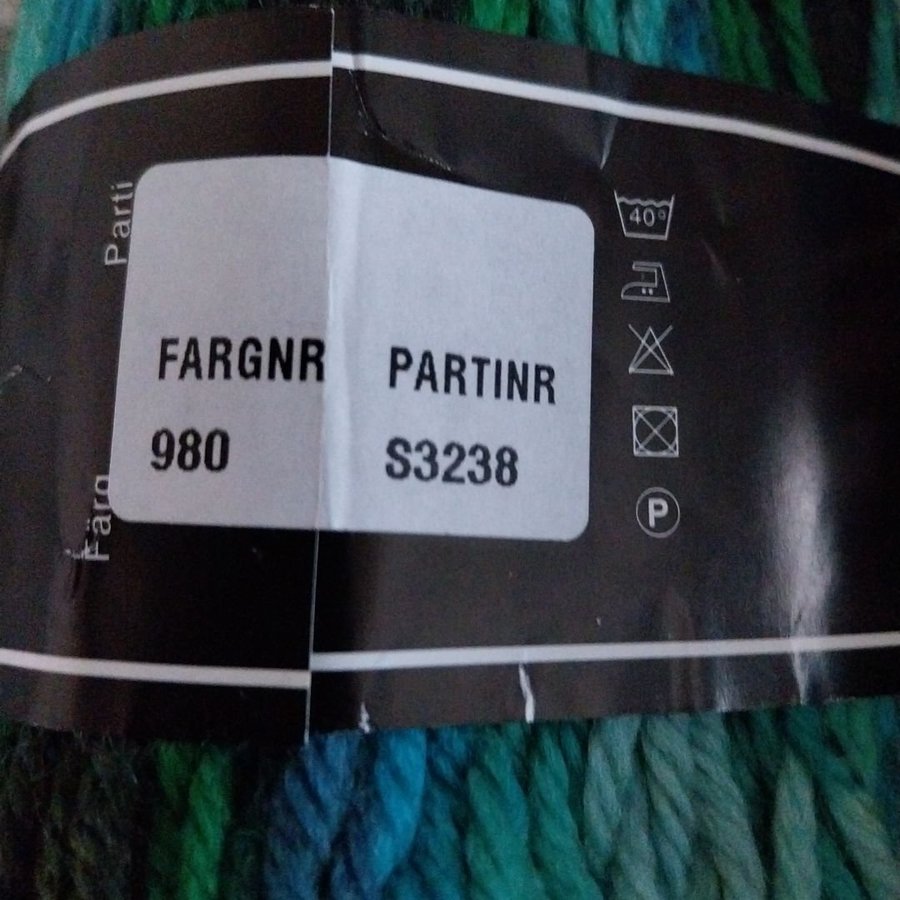 Parti
Färg
FARGNR
980
PARTINR
S3238
40°
P